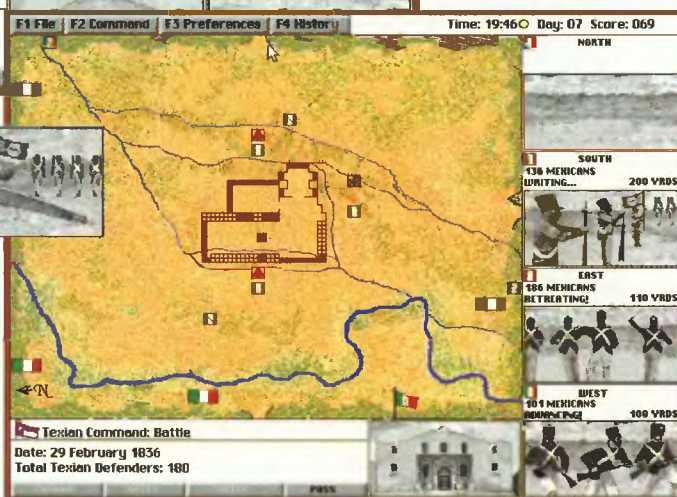 F1 File F2 Command F3 Preferences F4 History
Time: 19:46 Day: 07 Score: 069
NORTH
SOUTH
136 MEXICANS
WAITING... 200 YRDS
EAST
186 MEXICANS
RETREATING! 110 YRDS
WEST
101 MEXICANS
ADVANCING! 100 YRDS
N
Texian Command: Battle
Date: 29 February 1836
Total Texian Defenders: 180
PASS